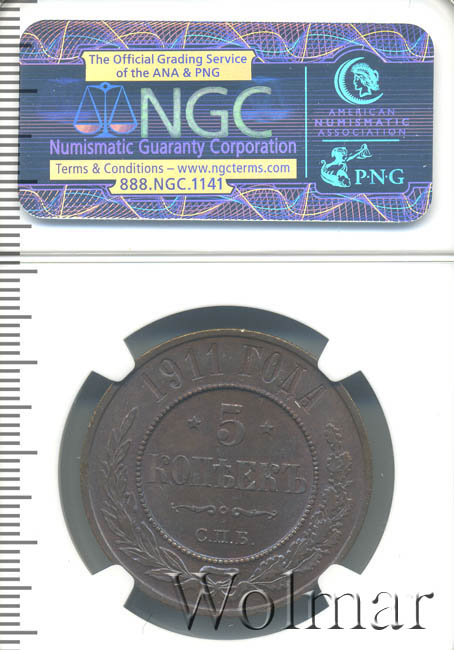 The Official Grading Service
of the ANA & PNG
NGC
Numismatic Guaranty Corporation
Terms & Conditions – www.ngcterms.com
888.NGC.1141
AMERICAN
NUMISMATIC
ASSOCIATION
P·N·G
1911 ГОДА
5
КОПѢЕКЪ
С.П.Б.
Wolmar